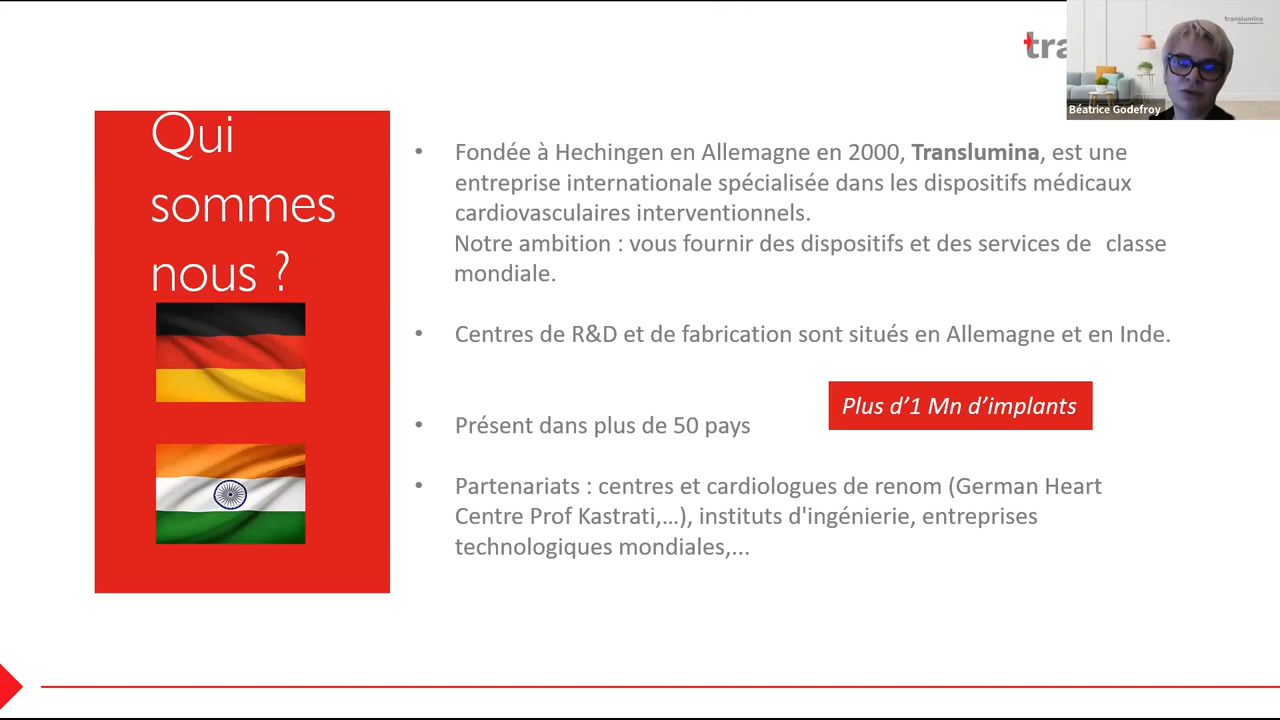 tra
translumina
Béatrice Godefroy
Qui
sommes
nous ?
• Fondée à Hechingen en Allemagne en 2000, Translumina, est une
entreprise internationale spécialisée dans les dispositifs médicaux
cardiovasculaires interventionnels.
Notre ambition : vous fournir des dispositifs et des services de classe
mondiale.
• Centres de R&D et de fabrication sont situés en Allemagne et en Inde.
Plus d’1 Mn d’implants
• Présent dans plus de 50 pays
• Partenariats : centres et cardiologues de renom (German Heart
Centre Prof Kastrati,…), instituts d'ingénierie, entreprises
technologiques mondiales,...